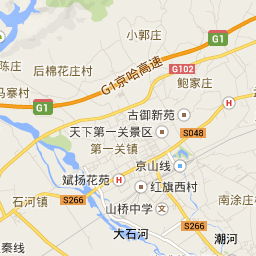 小郭庄
陈庄
后棉花庄村
G1京哈高速
G1
G102
马寨村
鲍家庄
G1
H
古御新苑
天下第一关景区
S048
第一关镇
京山线
H
斌扬花苑
红旗西村
H
石河镇
S266
山桥中学
南涂庄
S266
大石河
潮河
秦线